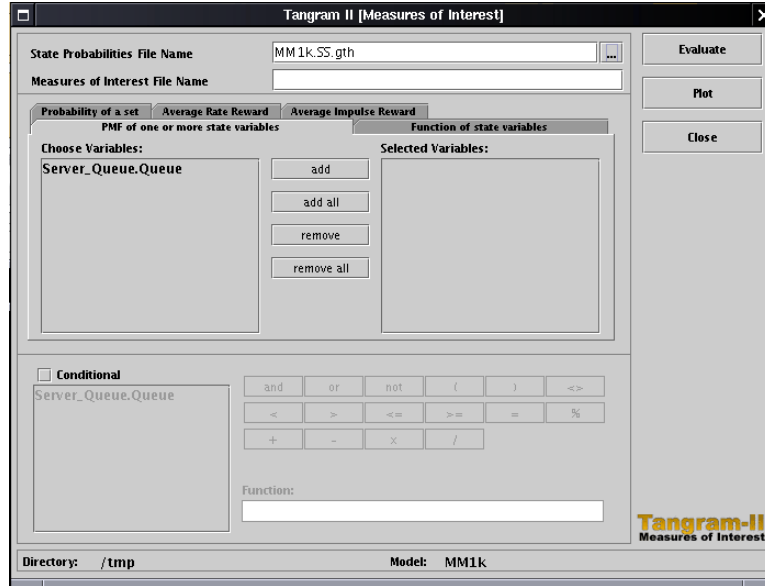 Tangram II [Measures of Interest]
State Probabilities File Name MM1k.SS.gth ...
Evaluate
Measures of Interest File Name
Plot
Probability of a set Average Rate Reward Average Impulse Reward
PMF of one or more state variables Function of state variables
Close
Choose Variables: Selected Variables:
Server_Queue.Queue
add
add all
remove
remove all
Conditional
Server_Queue.Queue
and or not ( ) <>
< > <= >= = %
+ - x /
Function:
Tangram-II
Measures of Interest
Directory: /tmp Model: MM1k